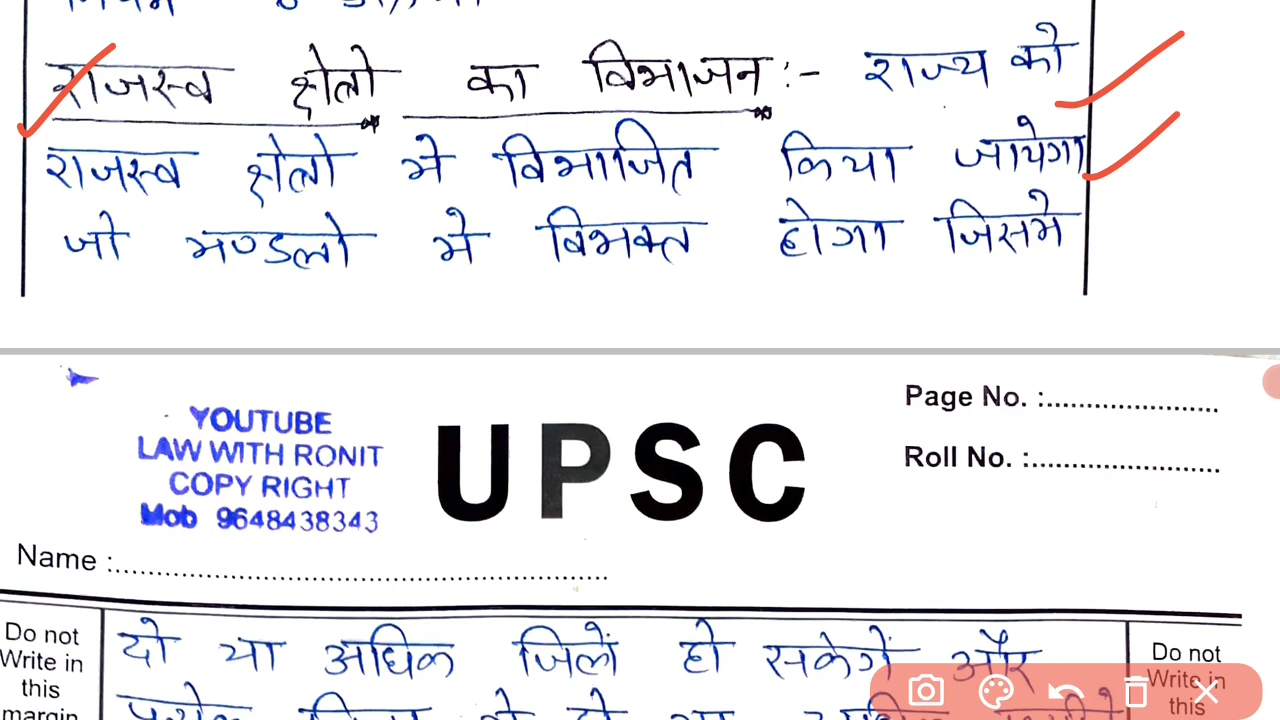 राजस्व क्षेत्रो का विभाजन :- राज्य को
राजस्व क्षेत्रो मे विभाजित किया जायेगा
जो मण्डलो मे विभक्त होगा जिसमे
YOUTUBE
LAW WITH RONIT
COPY RIGHT
Mob 9648438343
UPSC
Page No. :
Roll No. :
Name :
Do not
Write in
this
margin
दो या अधिक जिलें हो सकेगें और
Do not
Write in
this